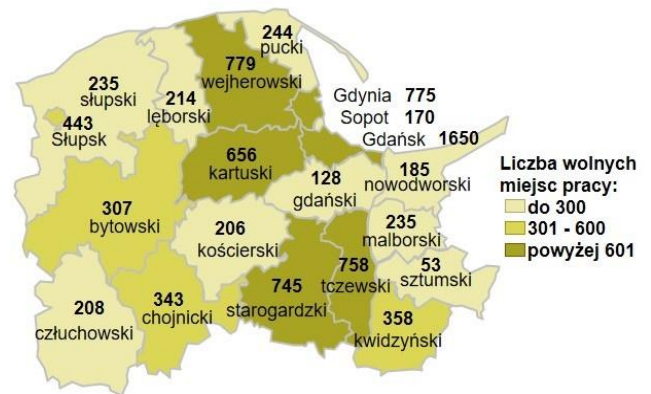 244
pucki
779
wejherowski
235
słupski
214
lęborski
443
Słupsk
Gdynia 775
Sopot 170
Gdańsk 1650
656
kartuski
128
gdański
185
nowodworski
307
bytowski
206
kościerski
235
malborski
53
sztumski
758
tczewski
745
starogardzki
343
chojnicki
208
człuchowski
358
kwidzyński
Liczba wolnych
miejsc pracy:
do 300
301 - 600
powyżej 601